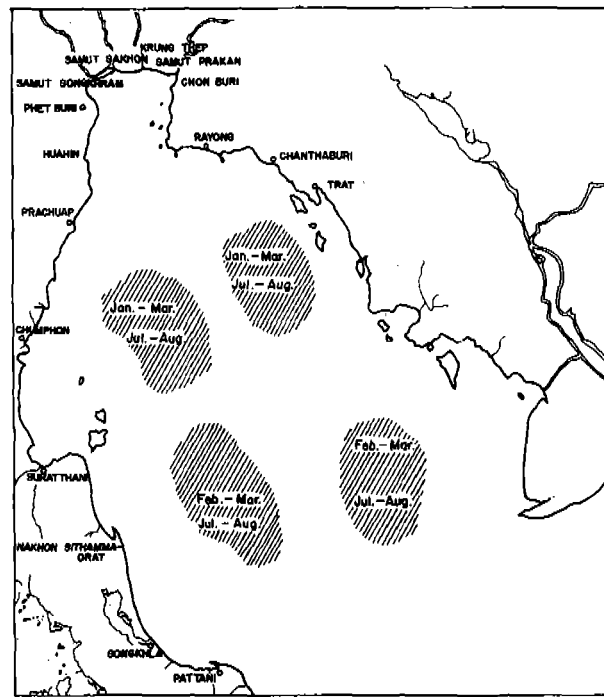 KRUNG THEP
SAMUT SAKHON
SAMUT PRAKAN
SAMUT SONGKHRAM
CHON BURI
PHET BURI
RAYONG
HUAHIN
CHANTHABURI
TRAT
PRACHUAP
Jan. - Mar.
Jul. - Aug.
Jan. - Mar.
Jul. - Aug.
CHUMPHON
Feb. - Mar.
Jul. - Aug.
SURATTHANI
Feb. - Mar.
Jul. - Aug.
NAKHON SITHAMMA-
RAT
SONGKHLA
PATTANI